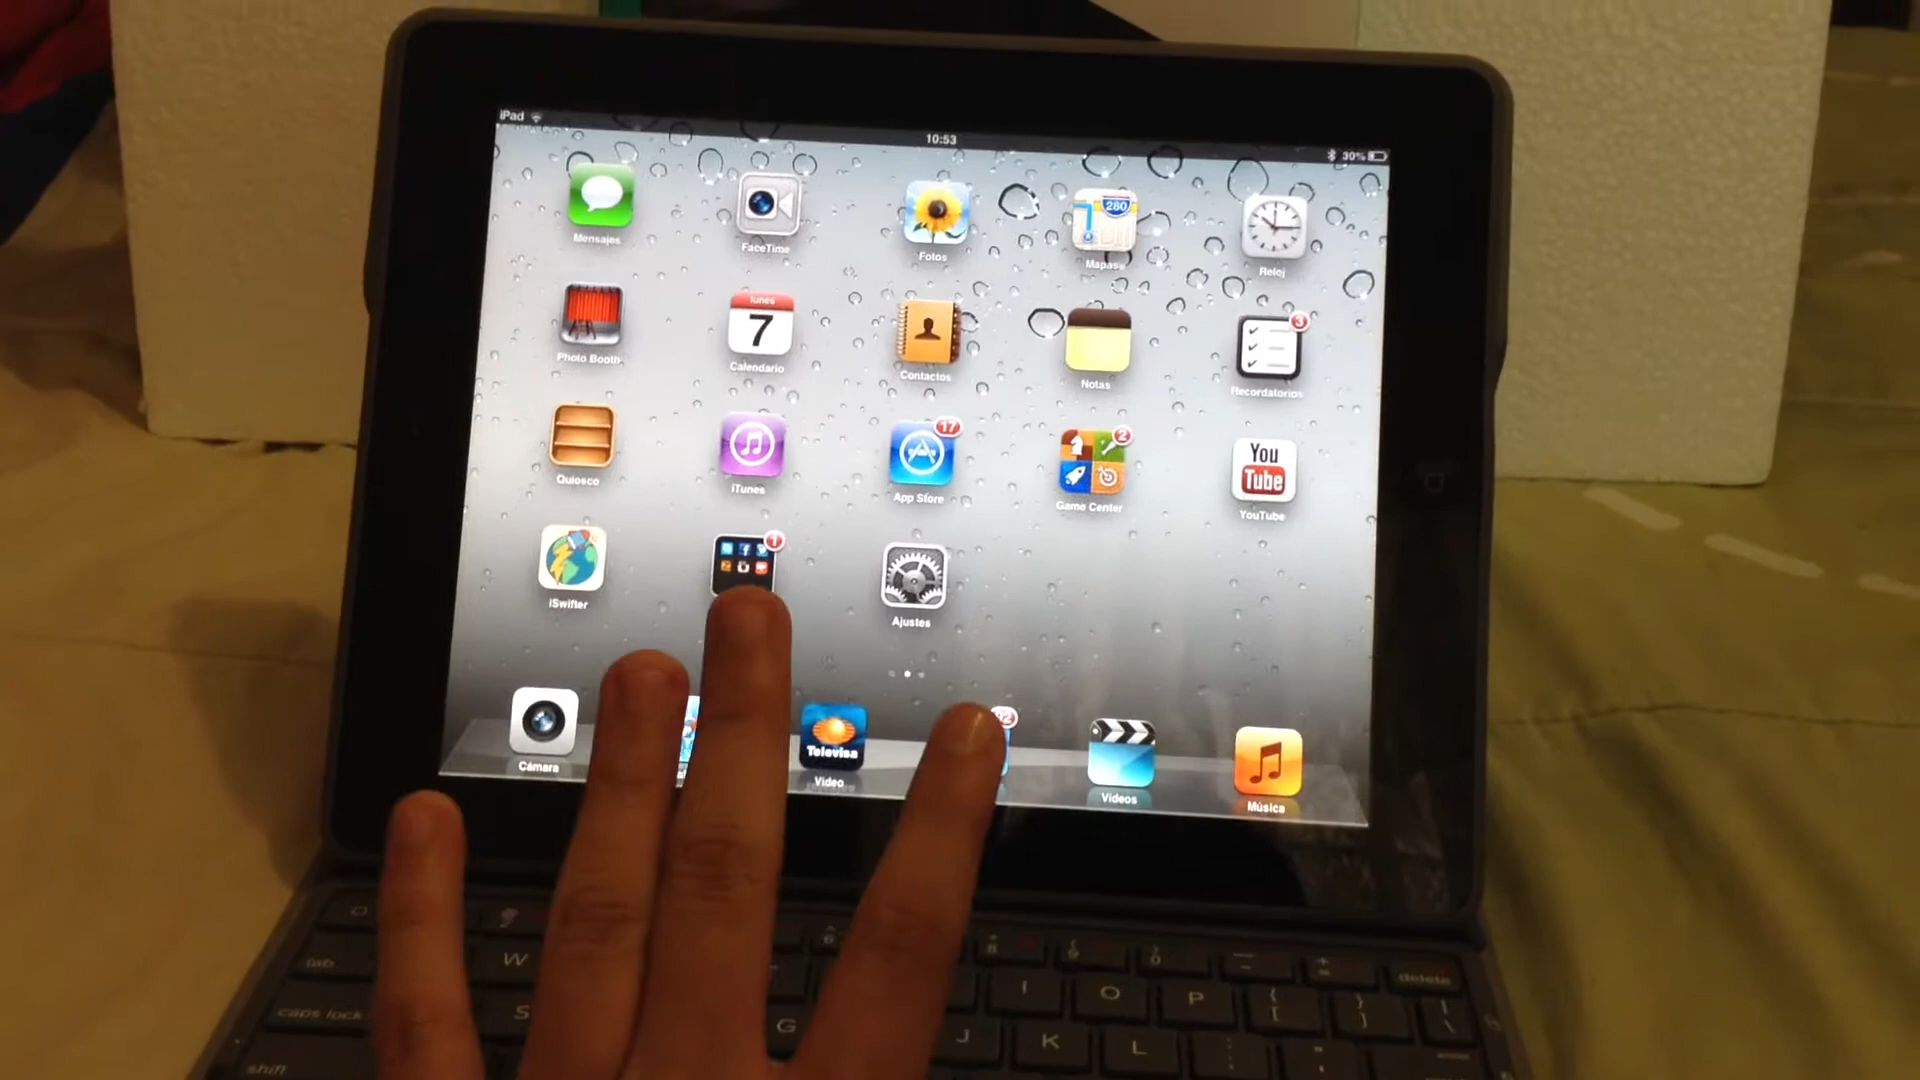 iPad
10:53
30%
Mensajes
FaceTime
Fotos
280
Mapas
Reloj
lunes
7
3
Photo Booth
Calendario
Contactos
Notas
Recordatorios
17
2
You
Tube
Quiosco
iTunes
App Store
Game Center
YouTube
1
iSwifter
Ajustes
Televisa
Cámara
Video
Videos
Música
tab
W
I
O
P
delete
caps lock
S
G
J
K
L
shift